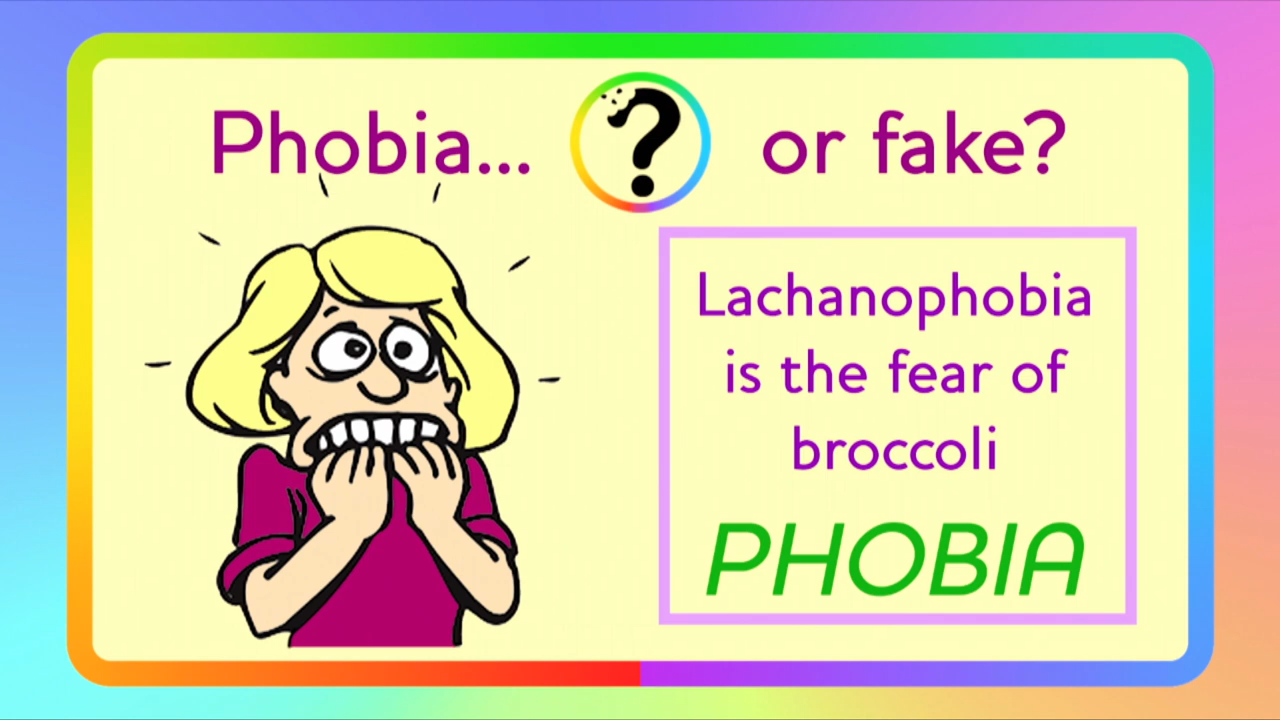 Phobia... ? or fake?
Lachanophobia
is the fear of
broccoli
PHOBIA